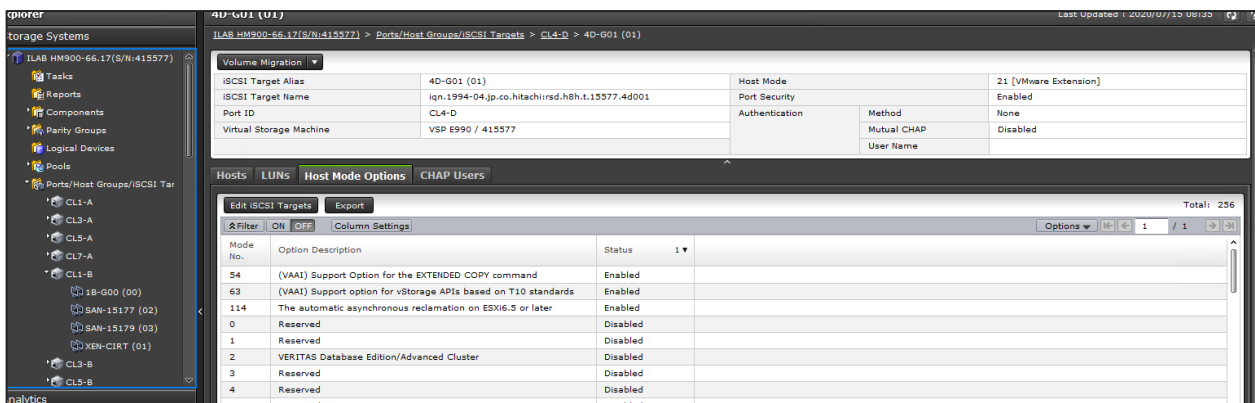 xplorer
4D-G01 (01)
Last Updated : 2020/07/15 08:35
Storage Systems
ILAB HM900-66.17(S/N:415577) > Ports/Host Groups/iSCSI Targets > CL4-D > 4D-G01 (01)
ILAB HM900-66.17(S/N:415577)
Tasks
Reports
Components
Parity Groups
Logical Devices
Pools
Ports/Host Groups/iSCSI Tar
CL1-A
CL3-A
CL5-A
CL7-A
CL1-B
1B-G00 (00)
SAN-15177 (02)
SAN-15179 (03)
XEN-CIRT (01)
CL3-B
CL5-B
nalytics
Volume Migration
iSCSI Target Alias 4D-G01 (01) Host Mode 21 [VMware Extension]
iSCSI Target Name iqn.1994-04.jp.co.hitachi:rsd.h8h.t.15577.4d001 Port Security Enabled
Port ID CL4-D Authentication Method None
Virtual Storage Machine VSP E990 / 415577 Mutual CHAP Disabled
User Name
Hosts LUNs Host Mode Options CHAP Users
Edit iSCSI Targets Export Total: 256
Filter ON OFF Column Settings Options 1 / 1
Mode No. Option Description Status 1
54 (VAAI) Support Option for the EXTENDED COPY command Enabled
63 (VAAI) Support option for vStorage APIs based on T10 standards Enabled
114 The automatic asynchronous reclamation on ESXi6.5 or later Enabled
0 Reserved Disabled
1 Reserved Disabled
2 VERITAS Database Edition/Advanced Cluster Disabled
3 Reserved Disabled
4 Reserved Disabled